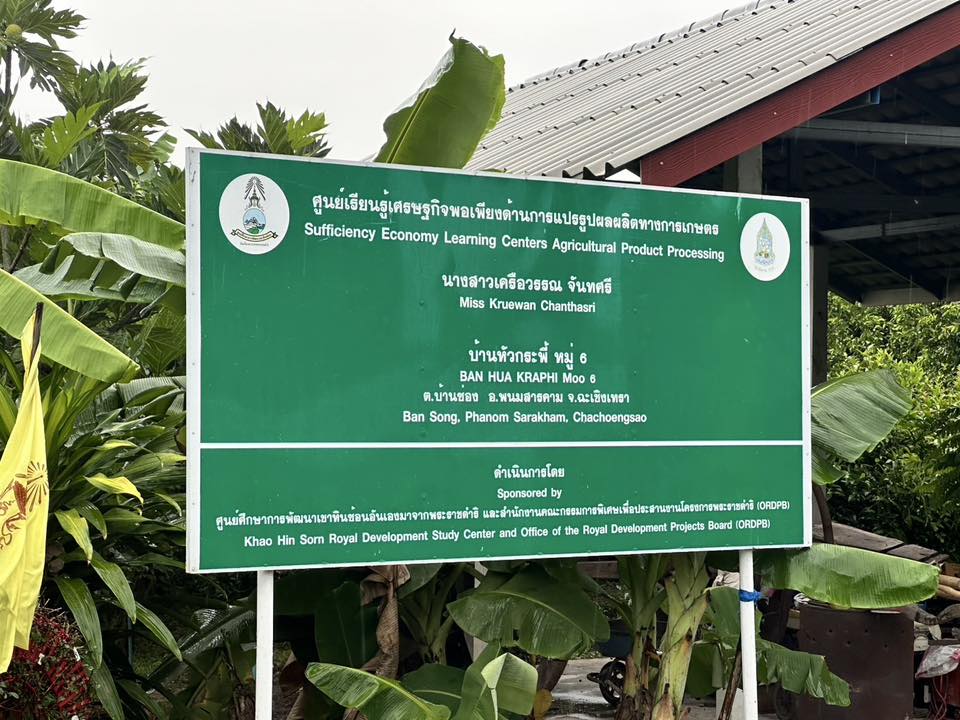 ศูนย์เรียนรู้เศรษฐกิจพอเพียงด้านการแปรรูปผลผลิตทางการเกษตร
Sufficiency Economy Learning Centers Agricultural Product Processing
นางสาวเครือวรรณ จันทศรี
Miss Kruewan Chanthasri
บ้านหัวกระพี้ หมู่ 6
BAN HUA KRAPHI Moo 6
ต.บ้านซ่อง อ.พนมสารคาม จ.ฉะเชิงเทรา
Ban Song, Phanom Sarakham, Chachoengsao
ดำเนินการโดย
Sponsored by
ศูนย์ศึกษาการพัฒนาเขาหินซ้อนอันเองมาจากพระราชดำริ และสำนักงานคณะกรรมการพิเศษเพื่อประสานงานโครงการพระราชดำริ (ORDPB)
Khao Hin Sorn Royal Development Study Center and Office of the Royal Development Projects Board (ORDPB)